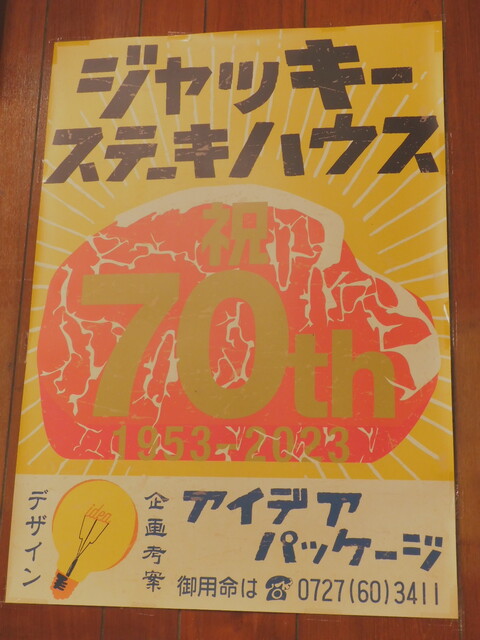 ジャッキー
ステーキハウス
祝
70th
1953-2023
デザイン
idea
企画考案
アイデア
パッケージ
御用命は ☎ 0727(60)3411